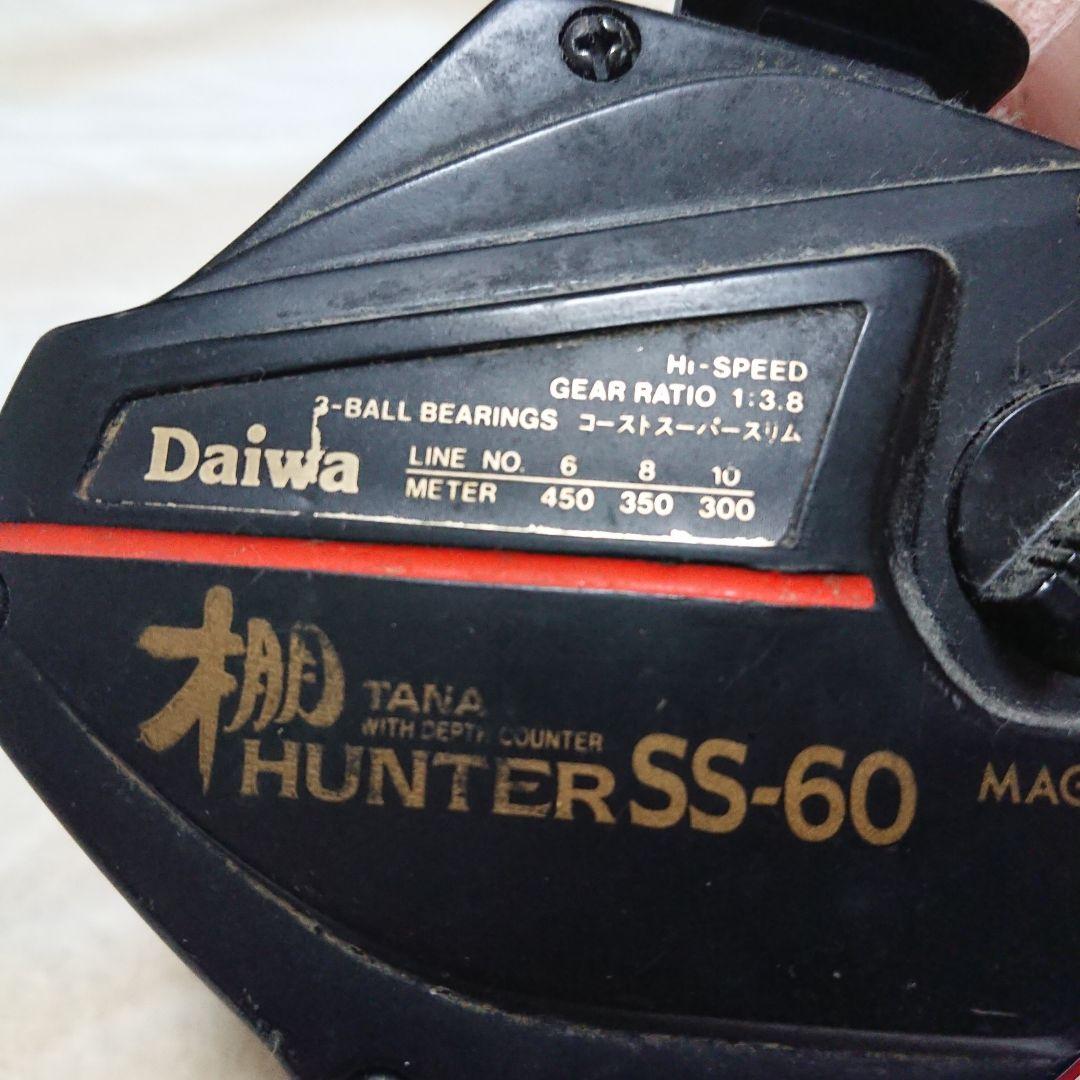 Hi-SPEED
GEAR RATIO 1:3.8
3-BALL BEARINGS コーストスーパースリム
Daiwa
LINE NO. 6 8 10
METER 450 350 300
棚 TANA
WITH DEPTH COUNTER
HUNTER SS-60
MAG